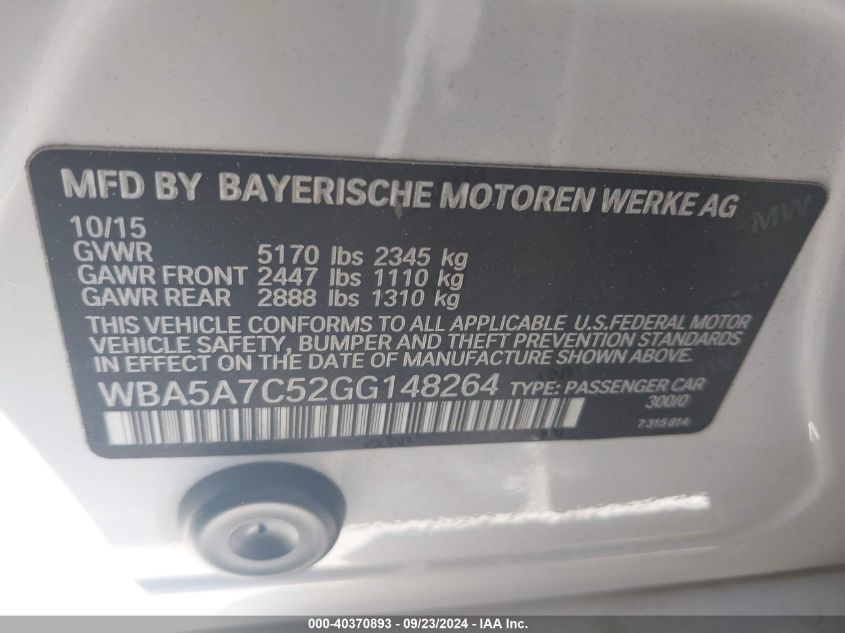 MFD BY BAYERISCHE MOTOREN WERKE AG
10/15
GVWR 5170 lbs 2345 kg
GAWR FRONT 2447 lbs 1110 kg
GAWR REAR 2888 lbs 1310 kg
THIS VEHICLE CONFORMS TO ALL APPLICABLE U.S.FEDERAL MOTOR
VEHICLE SAFETY, BUMPER AND THEFT PREVENTION STANDARDS
IN EFFECT ON THE DATE OF MANUFACTURE SHOWN ABOVE.
WBA5A7C52GG148264 TYPE: PASSENGER CAR
300/0
7315814
000-40370893 - 09/23/2024 - IAA Inc.